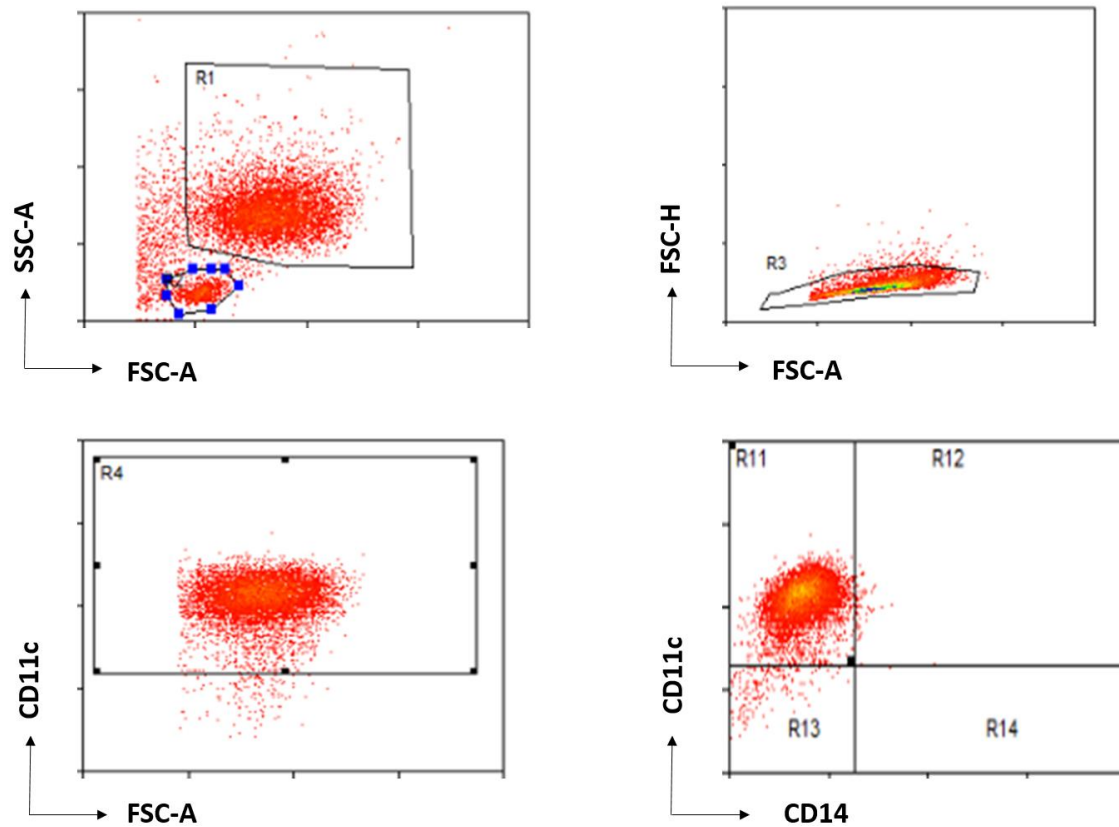 R1
SSC-A
FSC-A
R3
FSC-H
FSC-A
R4
CD11c
FSC-A
R11
R12
R13
R14
CD11c
CD14